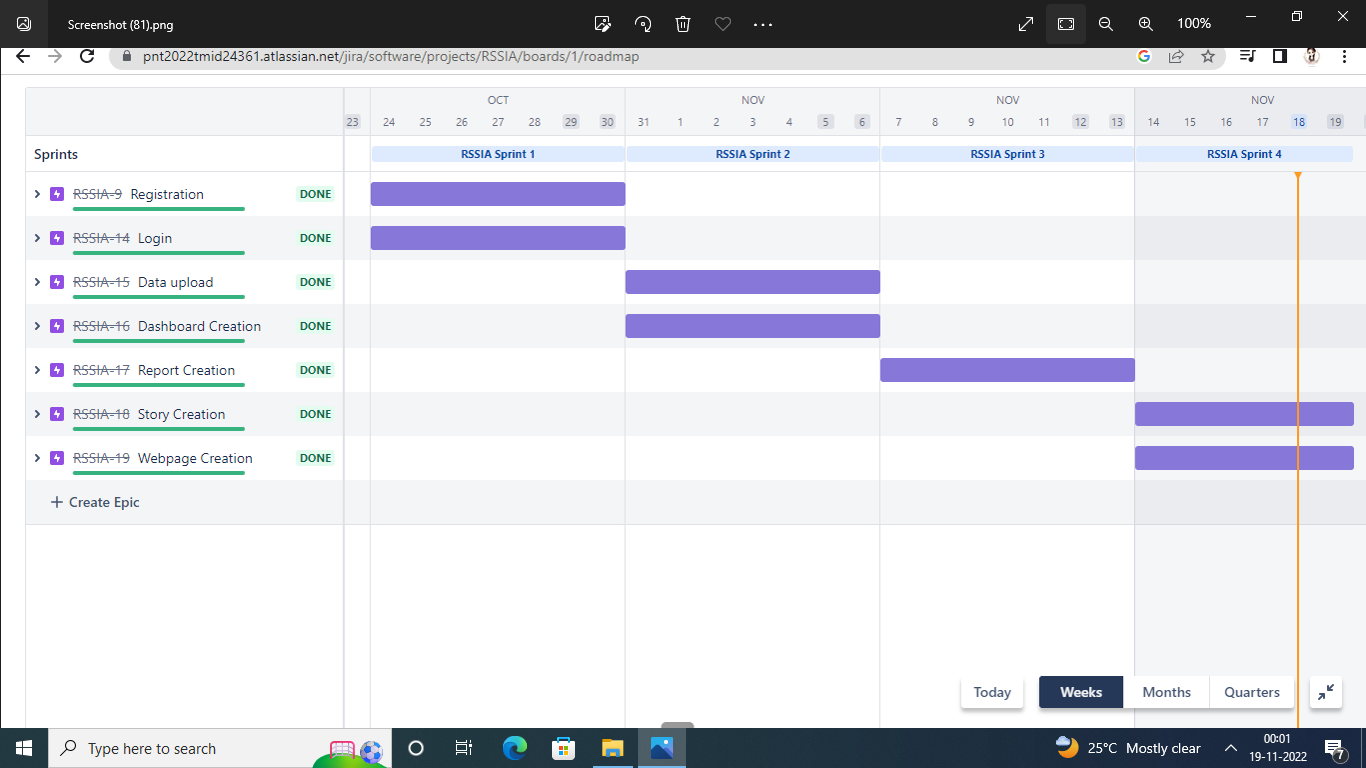 Screenshot (81).png
100%
pnt2022tmid24361.atlassian.net/jira/software/projects/RSSIA/boards/1/roadmap
OCT NOV NOV NOV
23 24 25 26 27 28 29 30 31 1 2 3 4 5 6 7 8 9 10 11 12 13 14 15 16 17 18 19
Sprints RSSIA Sprint 1 RSSIA Sprint 2 RSSIA Sprint 3 RSSIA Sprint 4
RSSIA-9 Registration DONE
RSSIA-14 Login DONE
RSSIA-15 Data upload DONE
RSSIA-16 Dashboard Creation DONE
RSSIA-17 Report Creation DONE
RSSIA-18 Story Creation DONE
RSSIA-19 Webpage Creation DONE
+ Create Epic
Today Weeks Months Quarters
Type here to search 25°C Mostly clear 00:01
19-11-2022 7